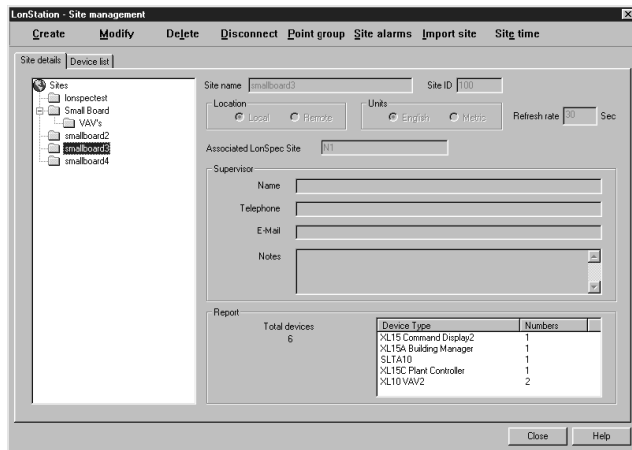 LonStation - Site management
Create Modify Delete Disconnect Point group Site alarms Import site Site time
Site details Device list
Sites
lonspectest
Small Board
VAV's
smallboard2
smallboard3
smallboard4
Site name smallboard3 Site ID 100
Location Units
Local Remote English Metric Refresh rate 30 Sec
Associated LonSpec Site N1
Supervisor
Name
Telephone
E-Mail
Notes
Report
Total devices
6
Device Type Numbers
XL15 Command Display2 1
XL15A Building Manager 1
SLTA10 1
XL15C Plant Controller 1
XL10 VAV2 2
Close Help